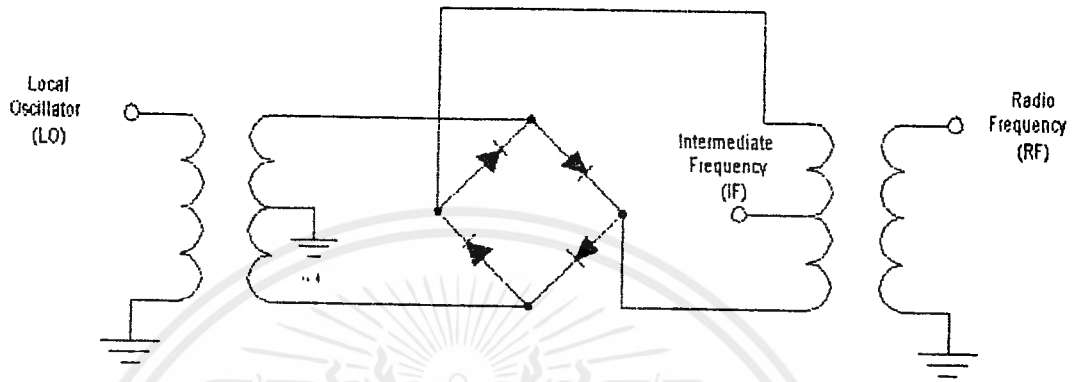 Local
Oscillator
(LO)
Intermediate
Frequency
(IF)
Radio
Frequency
(RF)